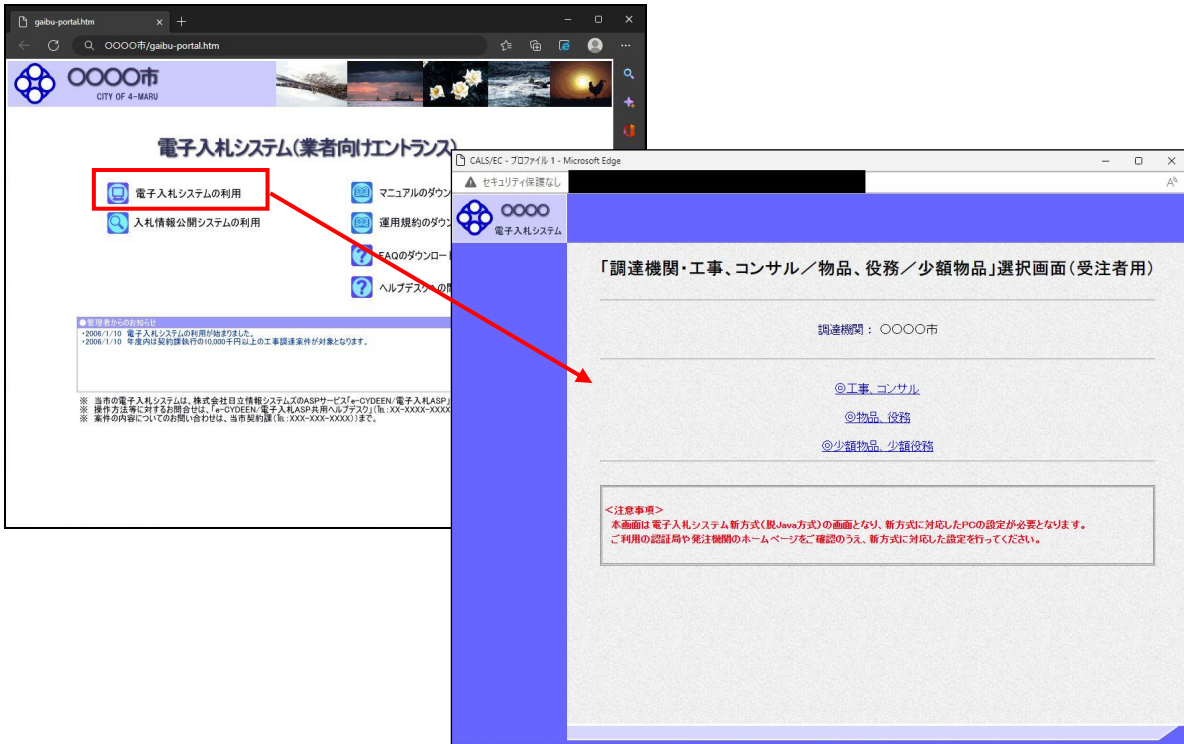 gaibu-portal.htm
〇〇〇〇市/gaibu-portal.htm
〇〇〇〇市
CITY OF 4-MARU
電子入札システム(業者向けエントランス)
電子入札システムの利用
マニュアルのダウン
入札情報公開システムの利用
運用規約のダウン
FAQのダウンロード
ヘルプデスクへの問
●管理者からのお知らせ
・2006/1/10 電子入札システムの利用が始まりました。
・2006/1/10 年度内は契約課執行の10,000千円以上の工事調達案件が対象となります。
※ 当市の電子入札システムは、株式会社日立情報システムズのASPサービス「e-CYDEEN/電子入札ASP」
※ 操作方法等に対するお問合せは、「e-CYDEEN/電子入札ASP共用ヘルプデスク」(℡:XX-XXXX-XXXX
※ 案件の内容についてのお問い合わせは、当市契約課(℡:XXX-XXX-XXXX))まで。
CALS/EC - プロファイル 1 - Microsoft Edge
セキュリティ保護なし
〇〇〇〇
電子入札システム
「調達機関・工事、コンサル／物品、役務／少額物品」選択画面(受注者用)
調達機関： 〇〇〇〇市
◎工事、コンサル
◎物品、役務
◎少額物品、少額役務
＜注意事項＞
本画面は電子入札システム新方式(脱Java方式)の画面となり、新方式に対応したPCの設定が必要となります。
ご利用の認証局や発注機関のホームページをご確認のうえ、新方式に対応した設定を行ってください。